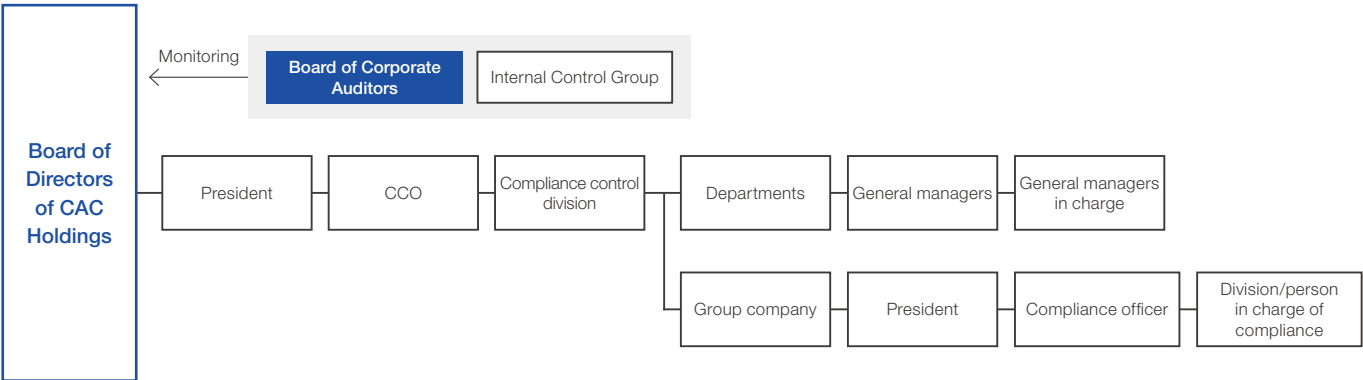 Board of
Directors
of CAC
Holdings
Monitoring
Board of Corporate
Auditors
Internal Control Group
President
CCO
Compliance control
division
Departments
General managers
General managers
in charge
Group company
President
Compliance officer
Division/person
in charge of
compliance